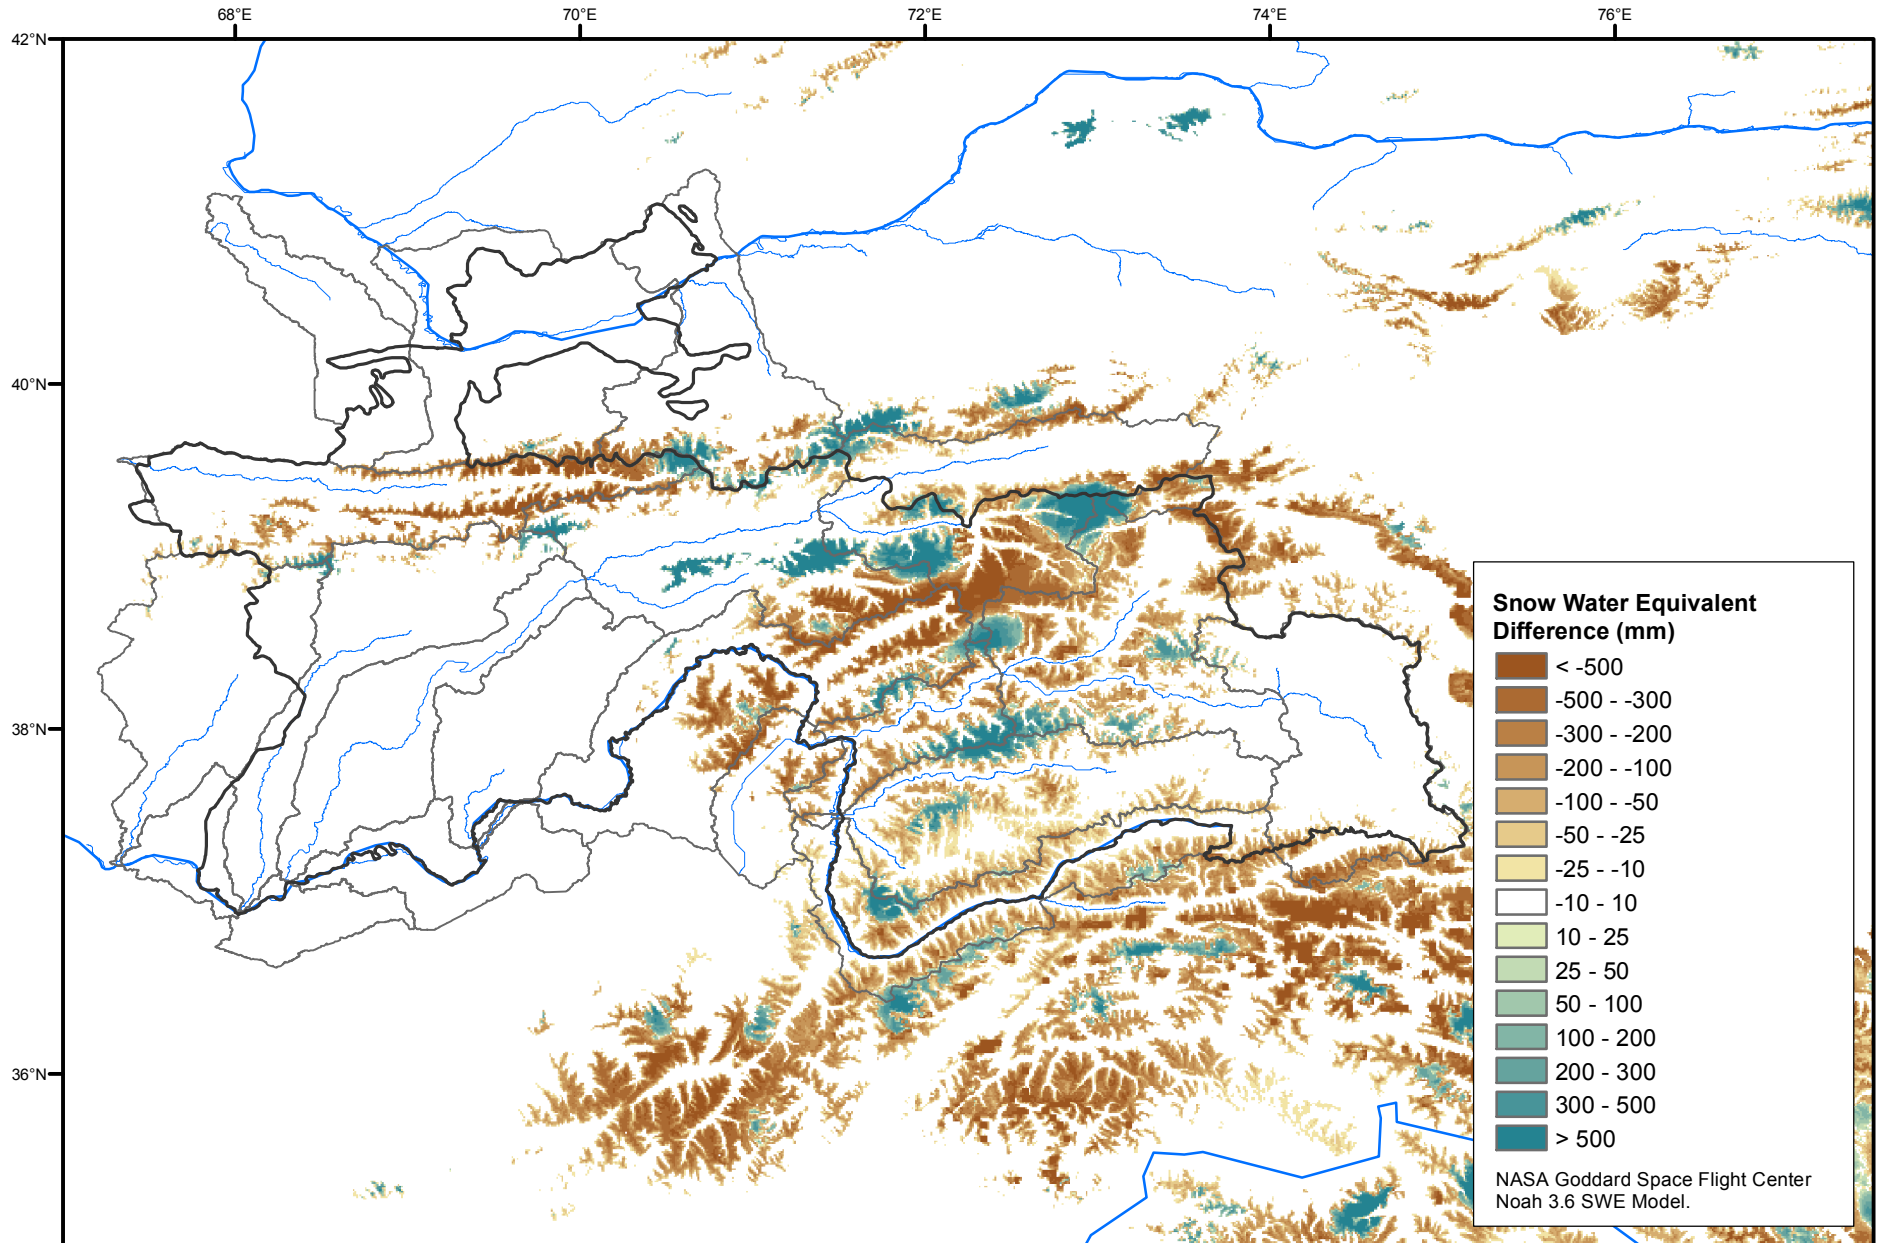 68°E
70°E
72°E
74°E
76°E
42°N
40°N
38°N
36°N
Snow Water Equivalent
Difference (mm)
< -500
-500 - -300
-300 - -200
-200 - -100
-100 - -50
-50 - -25
-25 - -10
-10 - 10
10 - 25
25 - 50
50 - 100
100 - 200
200 - 300
300 - 500
> 500
NASA Goddard Space Flight Center
Noah 3.6 SWE Model.